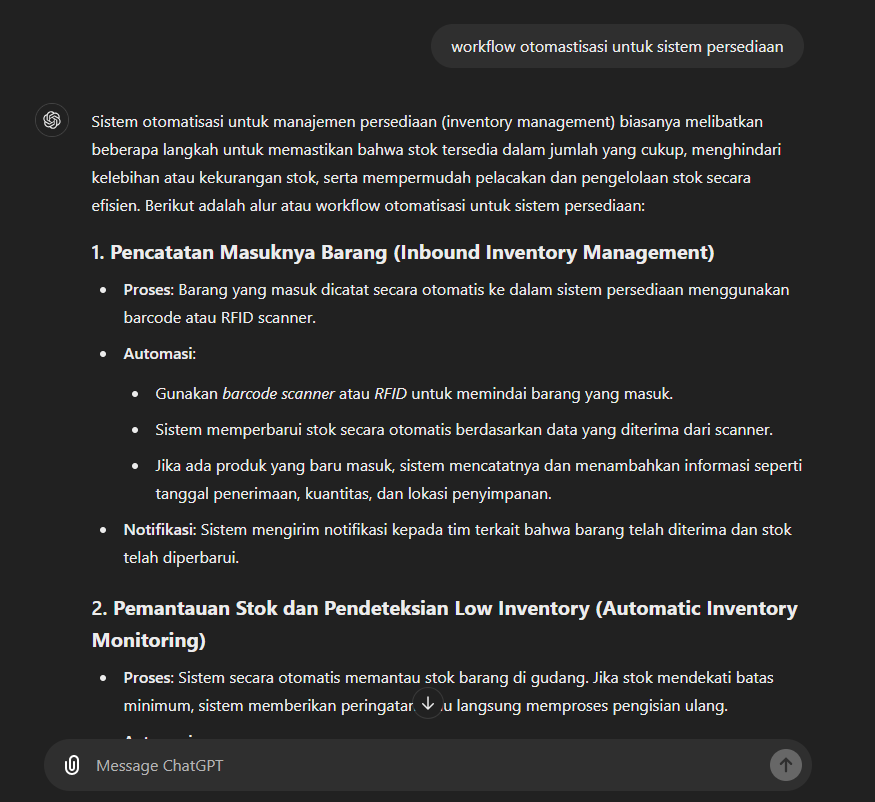 workflow otomastisasi untuk sistem persediaan
Sistem otomatisasi untuk manajemen persediaan (inventory management) biasanya melibatkan
beberapa langkah untuk memastikan bahwa stok tersedia dalam jumlah yang cukup, menghindari
kelebihan atau kekurangan stok, serta mempermudah pelacakan dan pengelolaan stok secara
efisien. Berikut adalah alur atau workflow otomatisasi untuk sistem persediaan:
1. Pencatatan Masuknya Barang (Inbound Inventory Management)
• Proses: Barang yang masuk dicatat secara otomatis ke dalam sistem persediaan menggunakan
barcode atau RFID scanner.
• Automasi:
• Gunakan barcode scanner atau RFID untuk memindai barang yang masuk.
• Sistem memperbarui stok secara otomatis berdasarkan data yang diterima dari scanner.
• Jika ada produk yang baru masuk, sistem mencatatnya dan menambahkan informasi seperti
tanggal penerimaan, kuantitas, dan lokasi penyimpanan.
• Notifikasi: Sistem mengirim notifikasi kepada tim terkait bahwa barang telah diterima dan stok
telah diperbarui.
2. Pemantauan Stok dan Pendeteksian Low Inventory (Automatic Inventory
Monitoring)
• Proses: Sistem secara otomatis memantau stok barang di gudang. Jika stok mendekati batas
minimum, sistem memberikan langsung memproses pengisian ulang.
Message ChatGPT